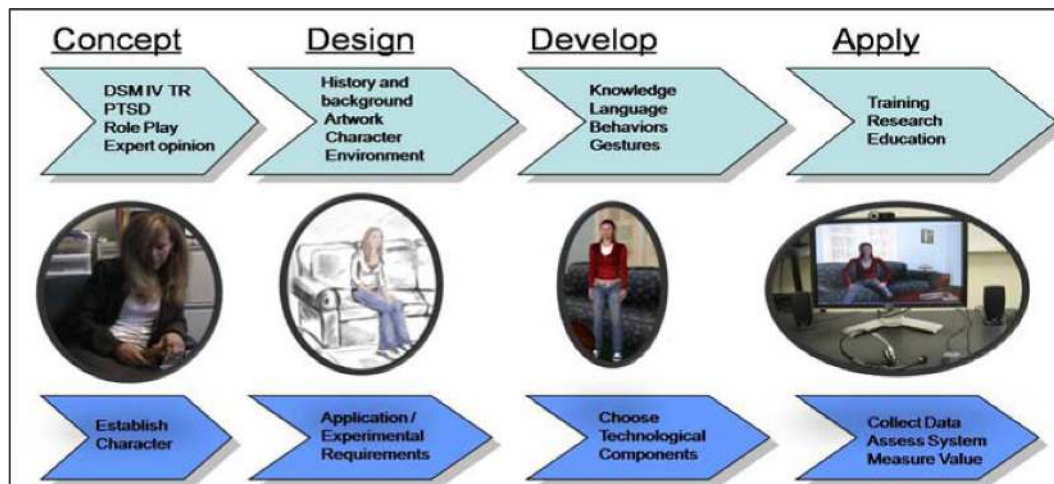 Concept
Design
Develop
Apply
DSM IV TR
PTSD
Role Play
Expert opinion
History and
background
Artwork
Character
Environment
Knowledge
Language
Behaviors
Gestures
Training
Research
Education
Establish
Character
Application /
Experimental
Requirements
Choose
Technological
Components
Collect Data
Assess System
Measure Value